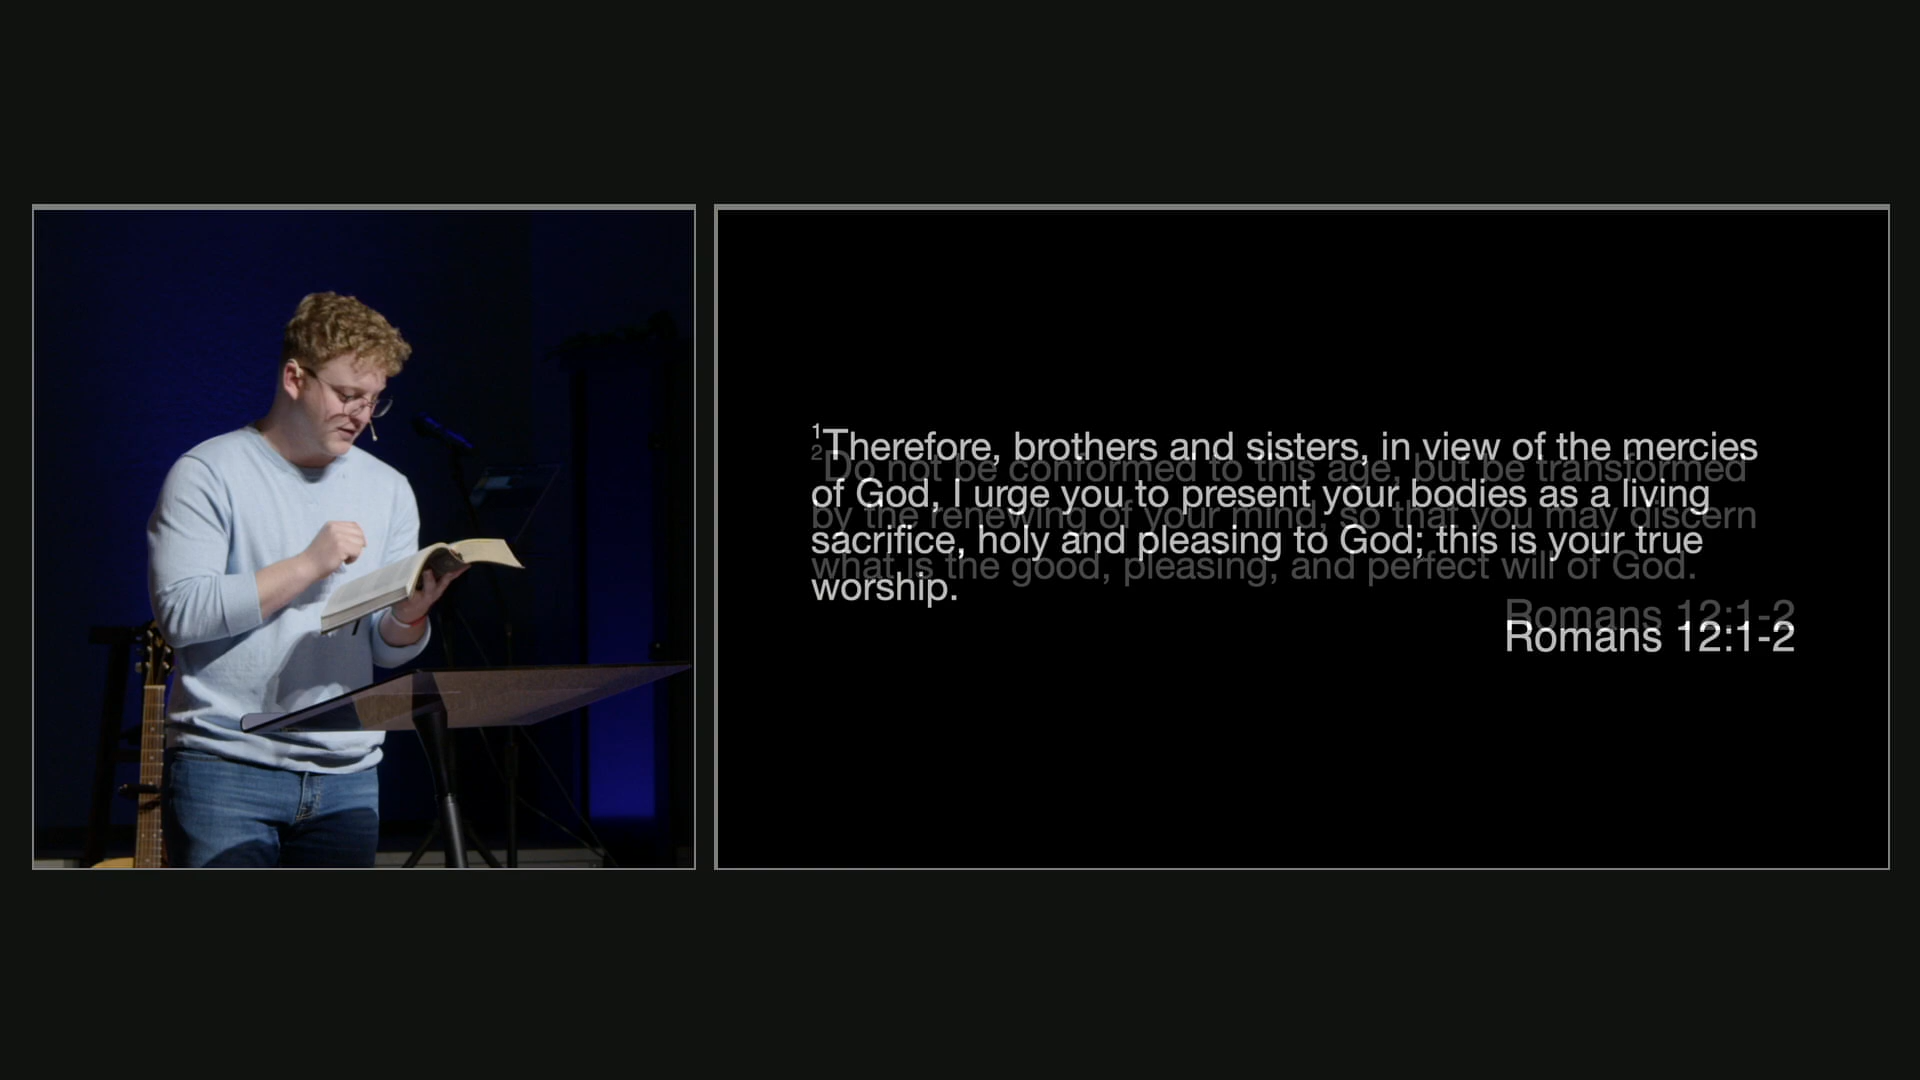 ¹Therefore, brothers and sisters, in view of the mercies
of God, I urge you to present your bodies as a living
sacrifice, holy and pleasing to God; this is your true
worship.
Romans 12:1-2
²Do not be conformed to this age, but be transformed
by the renewing of your mind, so that you may discern
what is the good, pleasing, and perfect will of God.
Romans 12:1-2